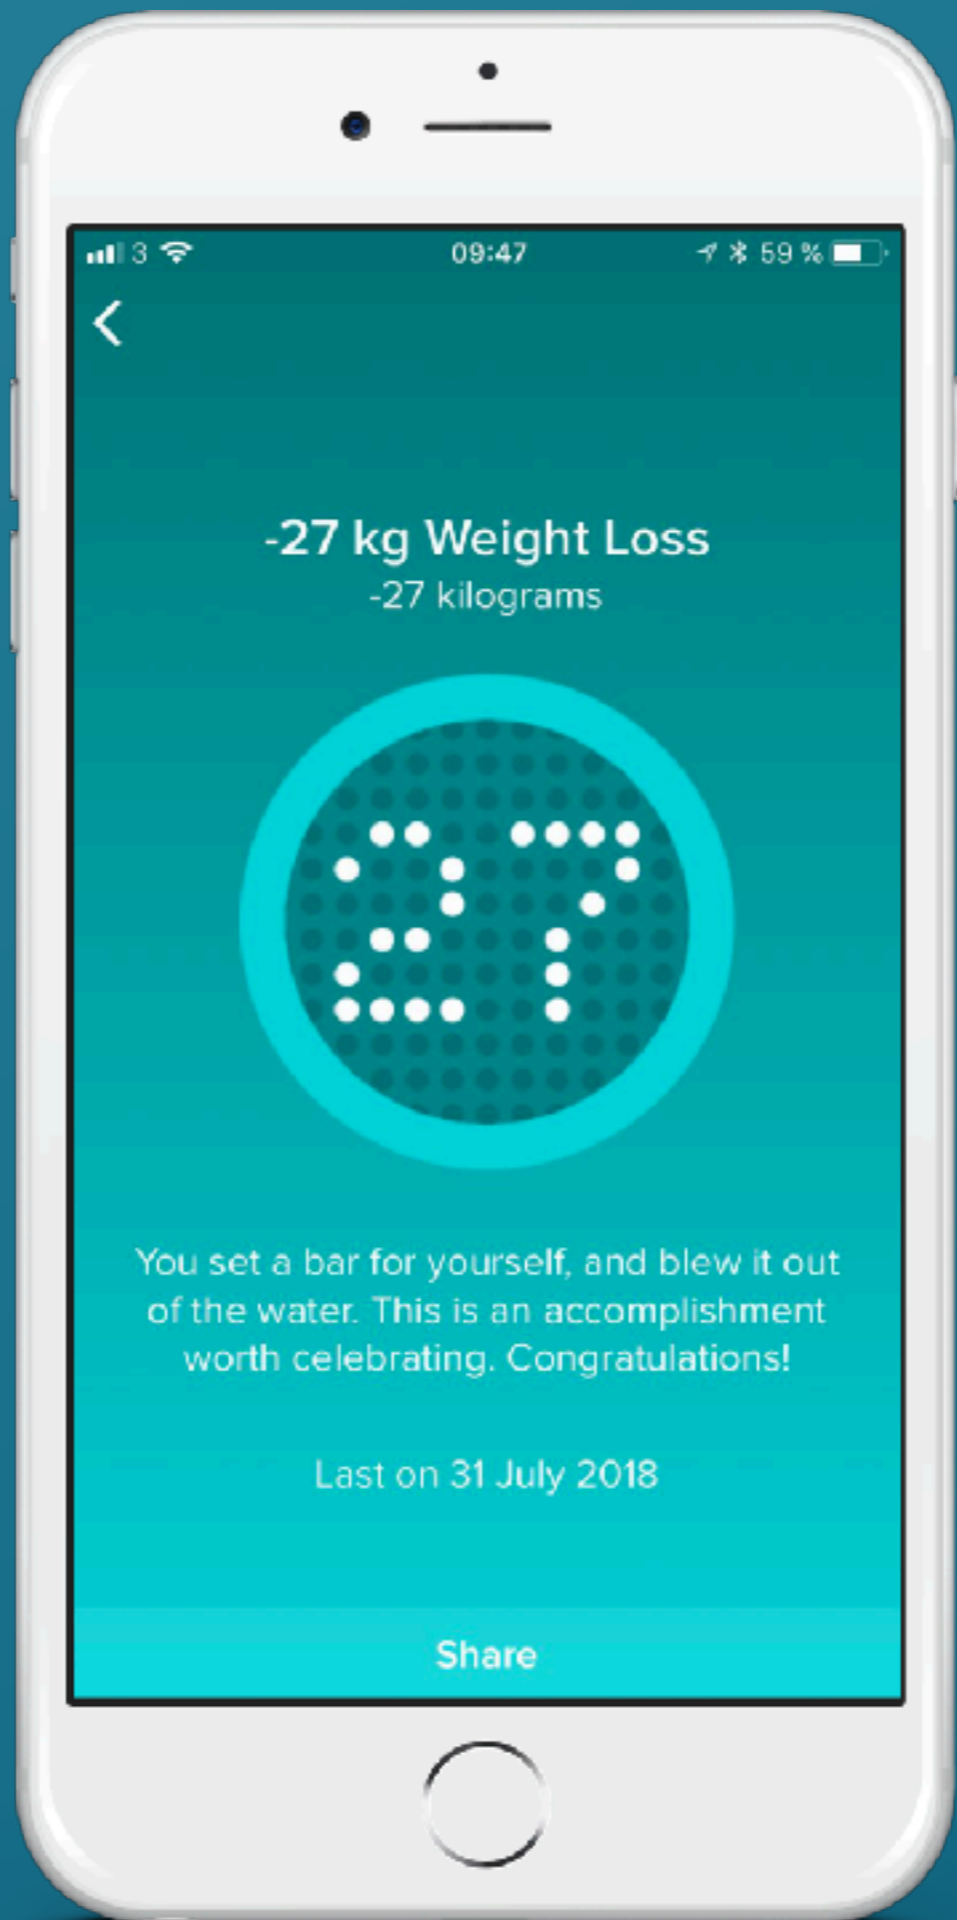 3 09:47 59 %
-27 kg Weight Loss
-27 kilograms
27
You set a bar for yourself, and blew it out
of the water. This is an accomplishment
worth celebrating. Congratulations!
Last on 31 July 2018
Share